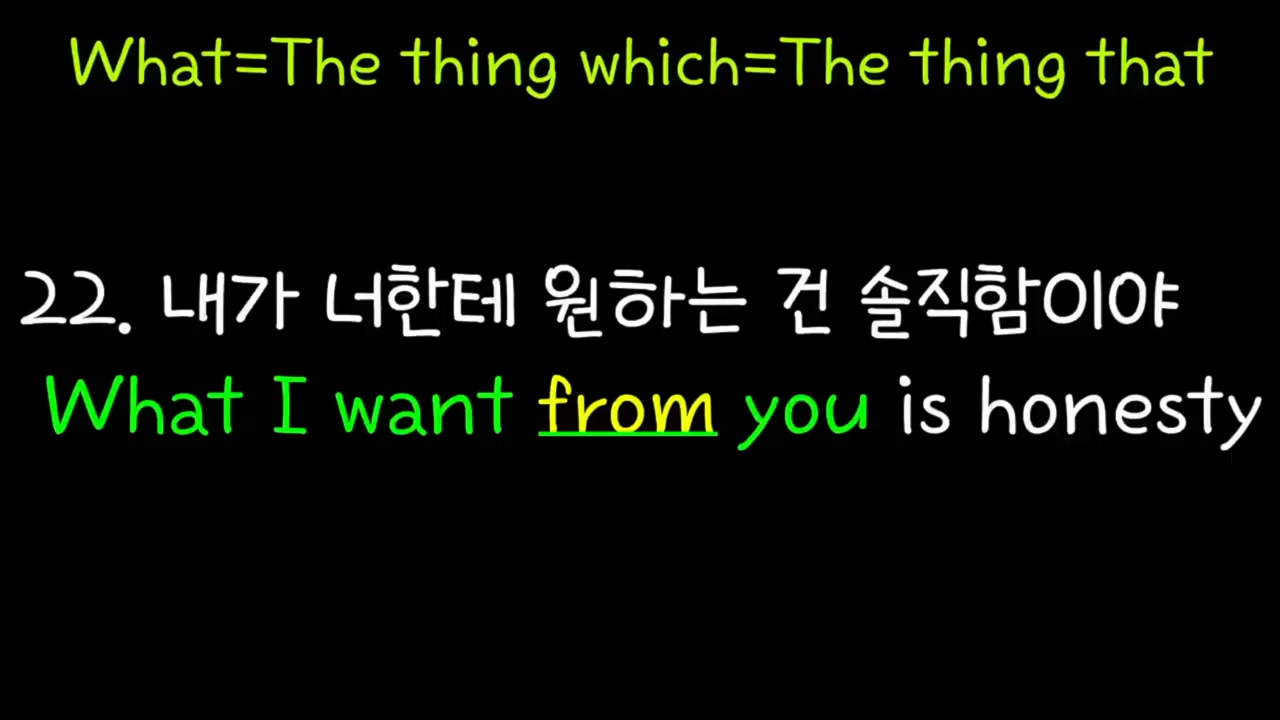 What=The thing which=The thing that
22. 내가 너한테 원하는 건 솔직함이야
What I want from you is honesty